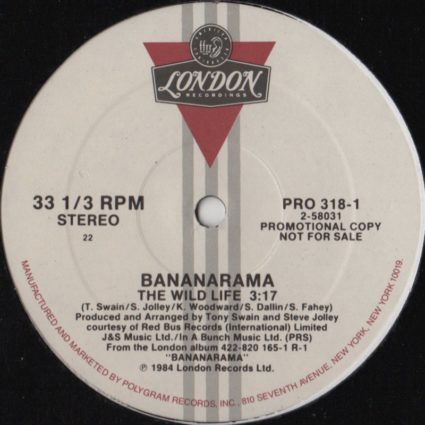 LONDON
RECORDINGS
33 1/3 RPM
STEREO
22
PRO 318-1
2-58031
PROMOTIONAL COPY
NOT FOR SALE
BANANARAMA
THE WILD LIFE 3:17
(T. Swain/S. Jolley/K. Woodward/S. Dallin/S. Fahey)
Produced and Arranged by Tony Swain and Steve Jolley
courtesy of Red Bus Records (International) Limited
J&S Music Ltd./In A Bunch Music Ltd. (PRS)
From the London album 422-820 165-1 R-1
"BANANARAMA"
℗ 1984 London Records Ltd.
MANUFACTURED AND MARKETED BY POLYGRAM RECORDS, INC., 810 SEVENTH AVENUE, NEW YORK, NEW YORK 10019.